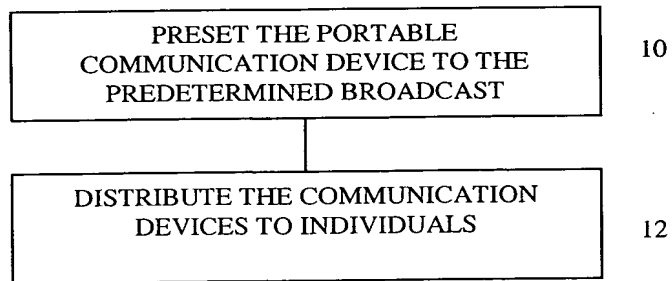 PRESET THE PORTABLE
COMMUNICATION DEVICE TO THE
PREDETERMINED BROADCAST
10
DISTRIBUTE THE COMMUNICATION
DEVICES TO INDIVIDUALS
12